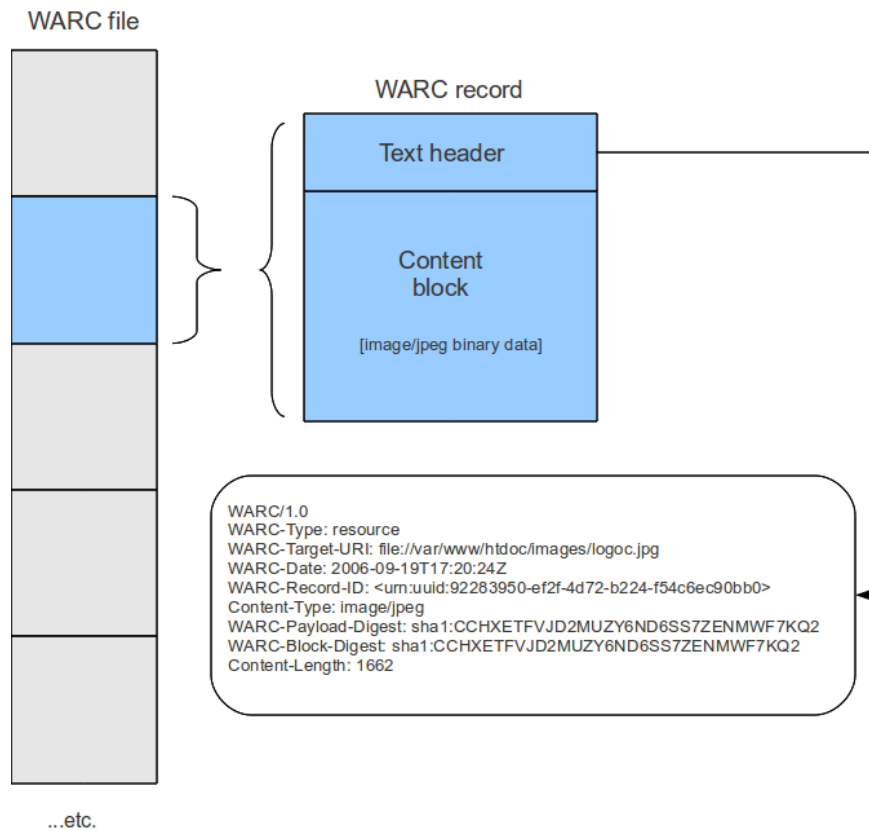 WARC file
WARC record
Text header
Content
block
[image/jpeg binary data]
WARC/1.0
WARC-Type: resource
WARC-Target-URI: file://var/www/htdoc/images/logoc.jpg
WARC-Date: 2006-09-19T17:20:24Z
WARC-Record-ID: <urn:uuid:92283950-ef2f-4d72-b224-f54c6ec90bb0>
Content-Type: image/jpeg
WARC-Payload-Digest: sha1:CCHXETFVJD2MUZY6ND6SS7ZENMWF7KQ2
WARC-Block-Digest: sha1:CCHXETFVJD2MUZY6ND6SS7ZENMWF7KQ2
Content-Length: 1662
...etc.